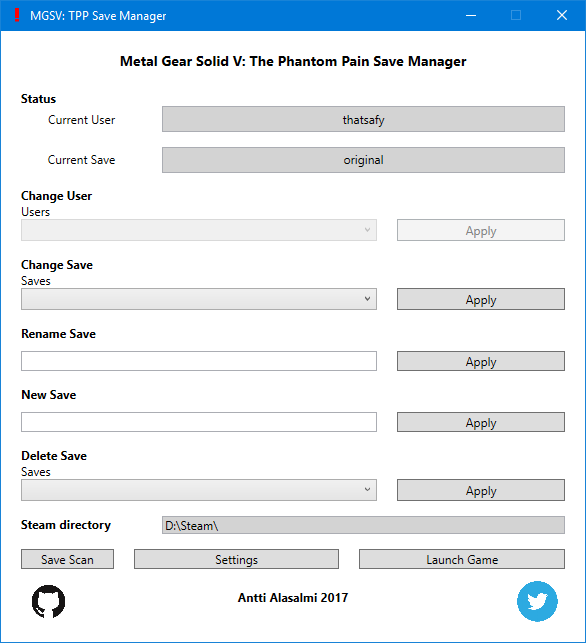 MGSV: TPP Save Manager
Metal Gear Solid V: The Phantom Pain Save Manager
Status
Current User thatsafy
Current Save original
Change User
Users
Apply
Change Save
Saves
Apply
Rename Save
Apply
New Save
Apply
Delete Save
Saves
Apply
Steam directory D:\Steam\
Save Scan Settings Launch Game
Antti Alasalmi 2017